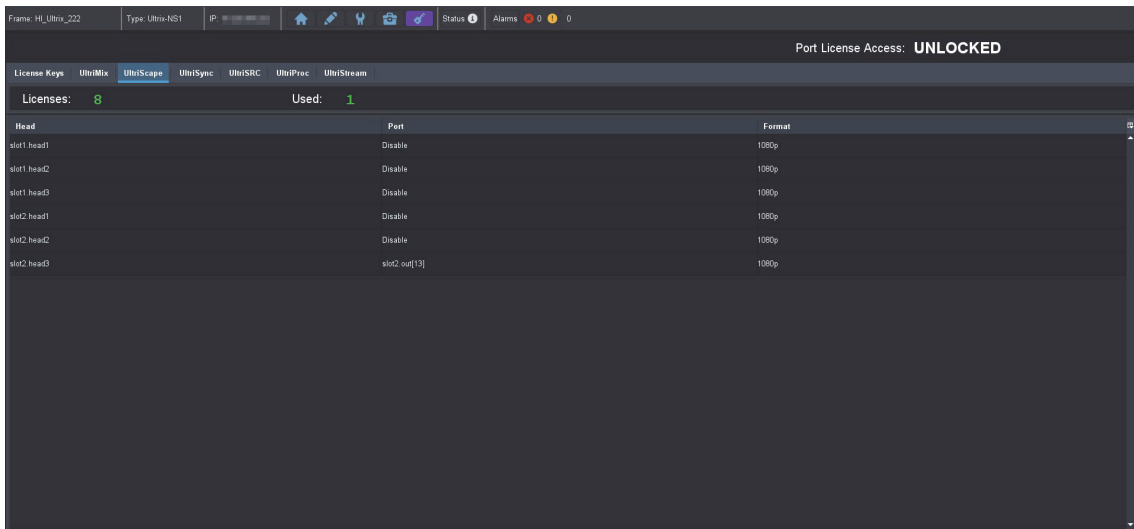 Frame: HI_Ultrix_222 Type: Ultrix-NS1 IP: Status Alarms 0 0
Port License Access: UNLOCKED
License Keys UltriMix UltriScape UltriSync UltriSRC UltriProc UltriStream
Licenses: 8 Used: 1
Head Port Format
slot1.head1 Disable 1080p
slot1.head2 Disable 1080p
slot1.head3 Disable 1080p
slot2.head1 Disable 1080p
slot2.head2 Disable 1080p
slot2.head3 slot2.out[13] 1080p